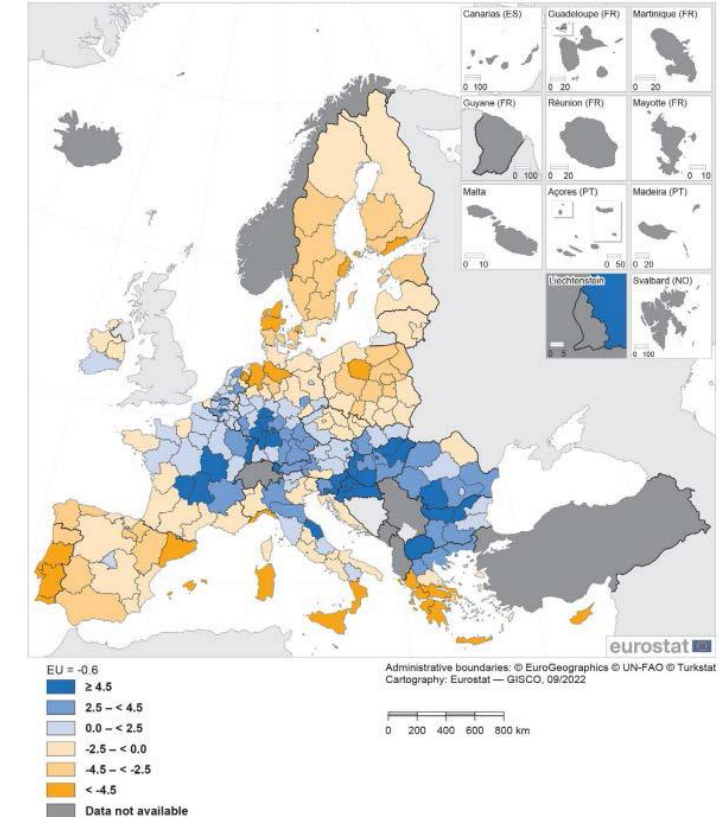 Canarias (ES)
0 100
Guadeloupe (FR)
0 20
Martinique (FR)
0 20
Guyane (FR)
0 100
Réunion (FR)
0 20
Mayotte (FR)
0 10
Malta
0 10
Açores (PT)
0 50
Madeira (PT)
0 20
Liechtenstein
0 5
Svalbard (NO)
0 100
eurostat
EU = -0.6
≥ 4.5
2.5 – < 4.5
0.0 – < 2.5
-2.5 – < 0.0
-4.5 – < -2.5
< -4.5
Data not available
Administrative boundaries: © EuroGeographics © UN-FAO © Turkstat
Cartography: Eurostat — GISCO, 09/2022
0 200 400 600 800 km